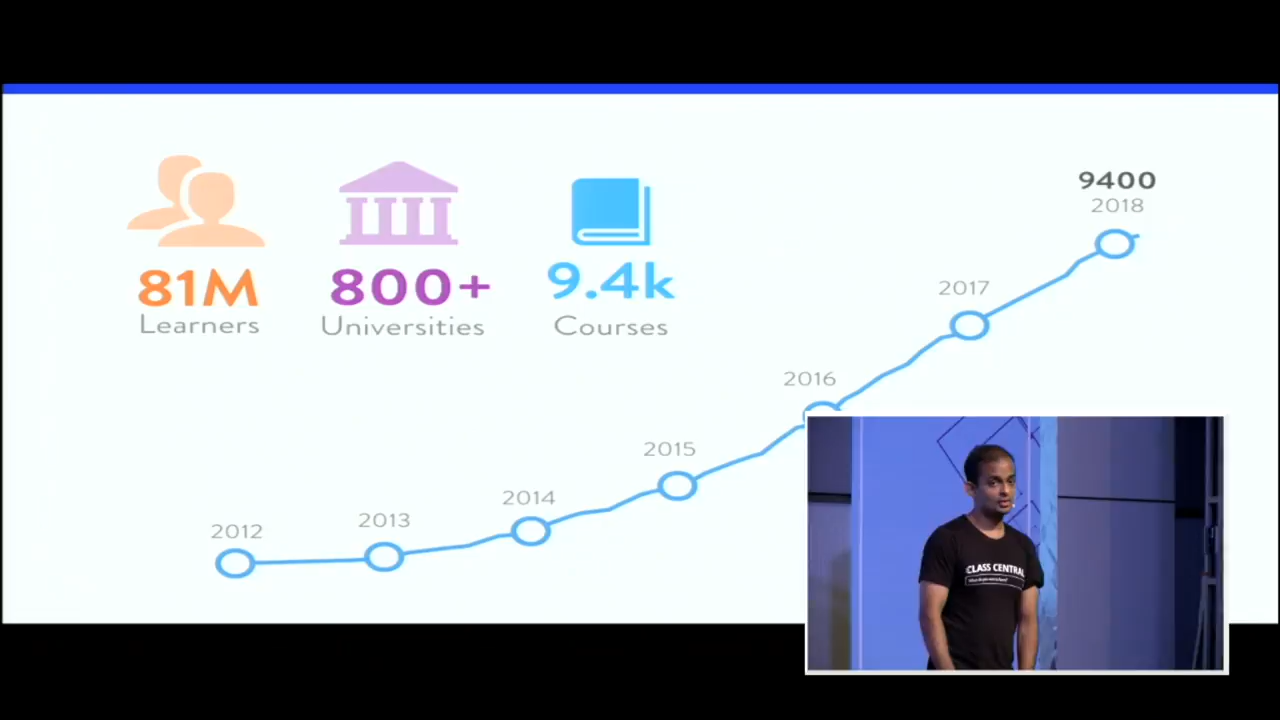 81M
Learners
800+
Universities
9.4k
Courses
9400
2018
2017
2016
2015
2014
2013
2012
CLASS CENTRAL